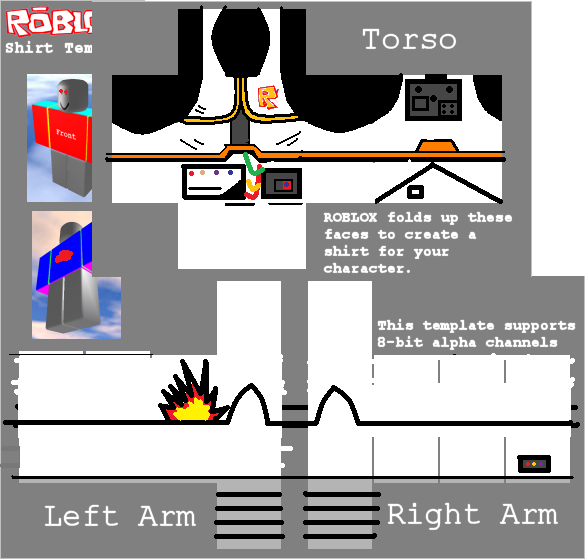 ROBL
Shirt Tem
Torso
Front
R
ROBLOX folds up these
faces to create a
shirt for your
character.
This template supports
8-bit alpha channels
Left Arm
Right Arm